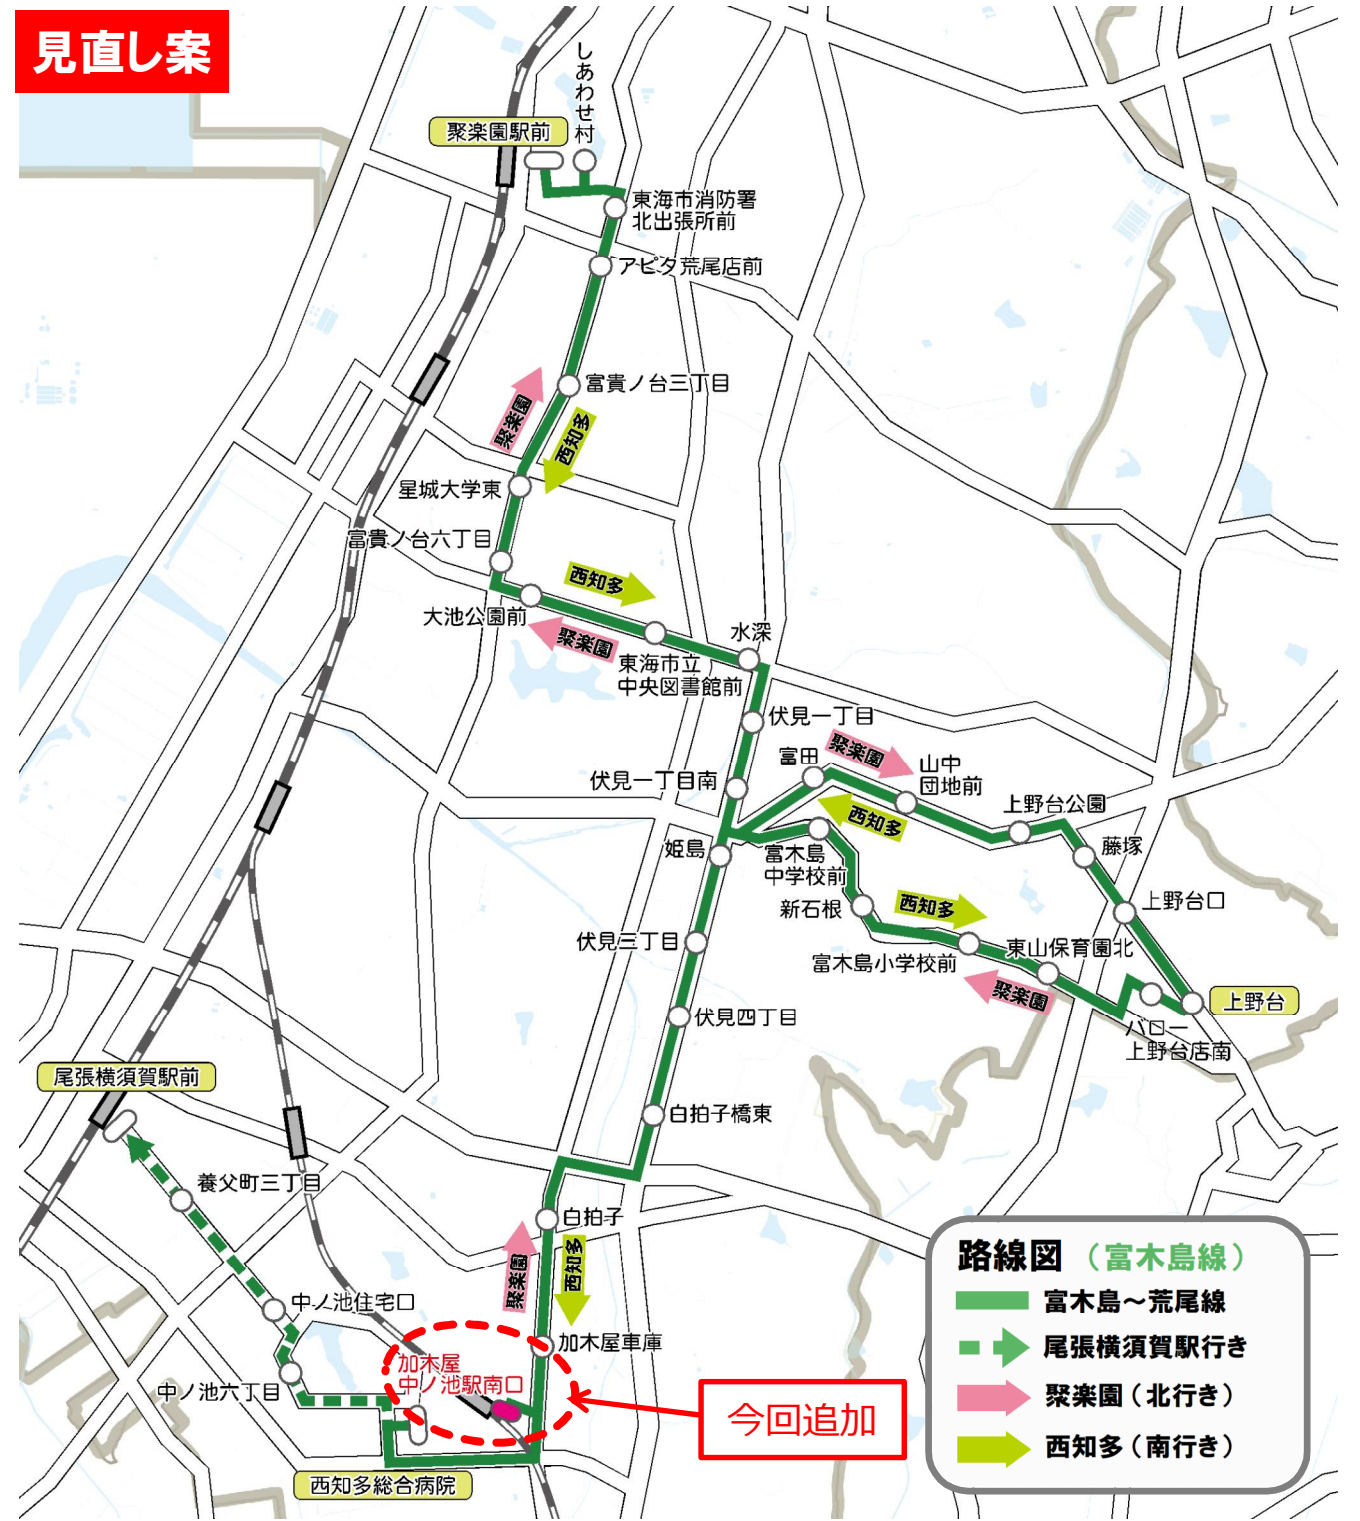 見直し案
しあわせ村
聚楽園駅前
東海市消防署
北出張所前
アピタ荒尾店前
富貴ノ台三丁目
聚楽園
西知多
星城大学東
富貴ノ台六丁目
西知多
大池公園前
聚楽園
水深
東海市立
中央図書館前
伏見一丁目
聚楽園
富田
山中
団地前
伏見一丁目南
西知多
上野台公園
姫島
富木島
中学校前
藤塚
新石根
西知多
上野台口
伏見三丁目
富木島小学校前
東山保育園北
聚楽園
上野台
伏見四丁目
バロー
上野台店南
尾張横須賀駅前
白拍子橋東
養父町三丁目
白拍子
聚楽園
西知多
中ノ池住宅口
加木屋車庫
加木屋
中ノ池駅南口
中ノ池六丁目
今回追加
西知多総合病院
路線図（富木島線）
富木島～荒尾線
尾張横須賀駅行き
聚楽園（北行き）
西知多（南行き）